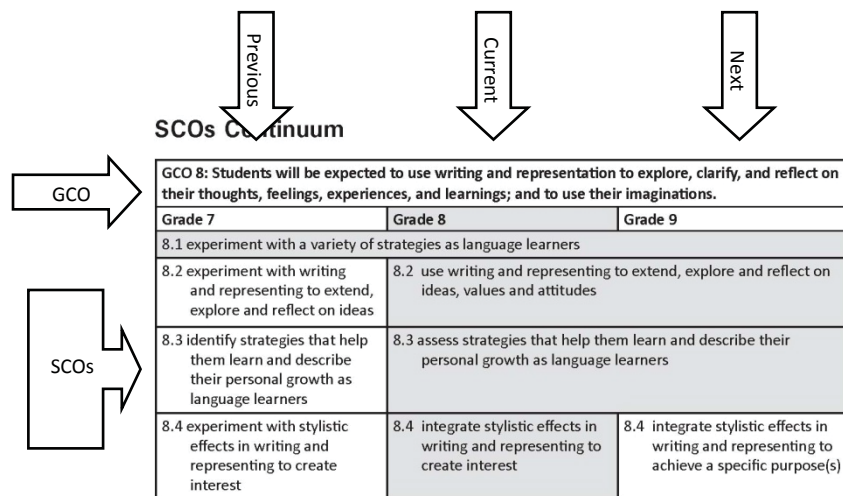 Previous
Current
Next
SCOs Continuum
GCO
GCO 8: Students will be expected to use writing and representation to explore, clarify, and reflect on
their thoughts, feelings, experiences, and learnings; and to use their imaginations.
Grade 7
Grade 8
Grade 9
8.1 experiment with a variety of strategies as language learners
SCOs
8.2 experiment with writing
and representing to extend,
explore and reflect on ideas
8.2 use writing and representing to extend, explore and reflect on
ideas, values and attitudes
8.3 identify strategies that help
them learn and describe
their personal growth as
language learners
8.3 assess strategies that help them learn and describe their
personal growth as language learners
8.4 experiment with stylistic
effects in writing and
representing to create
interest
8.4 integrate stylistic effects in
writing and representing to
create interest
8.4 integrate stylistic effects in
writing and representing to
achieve a specific purpose(s)